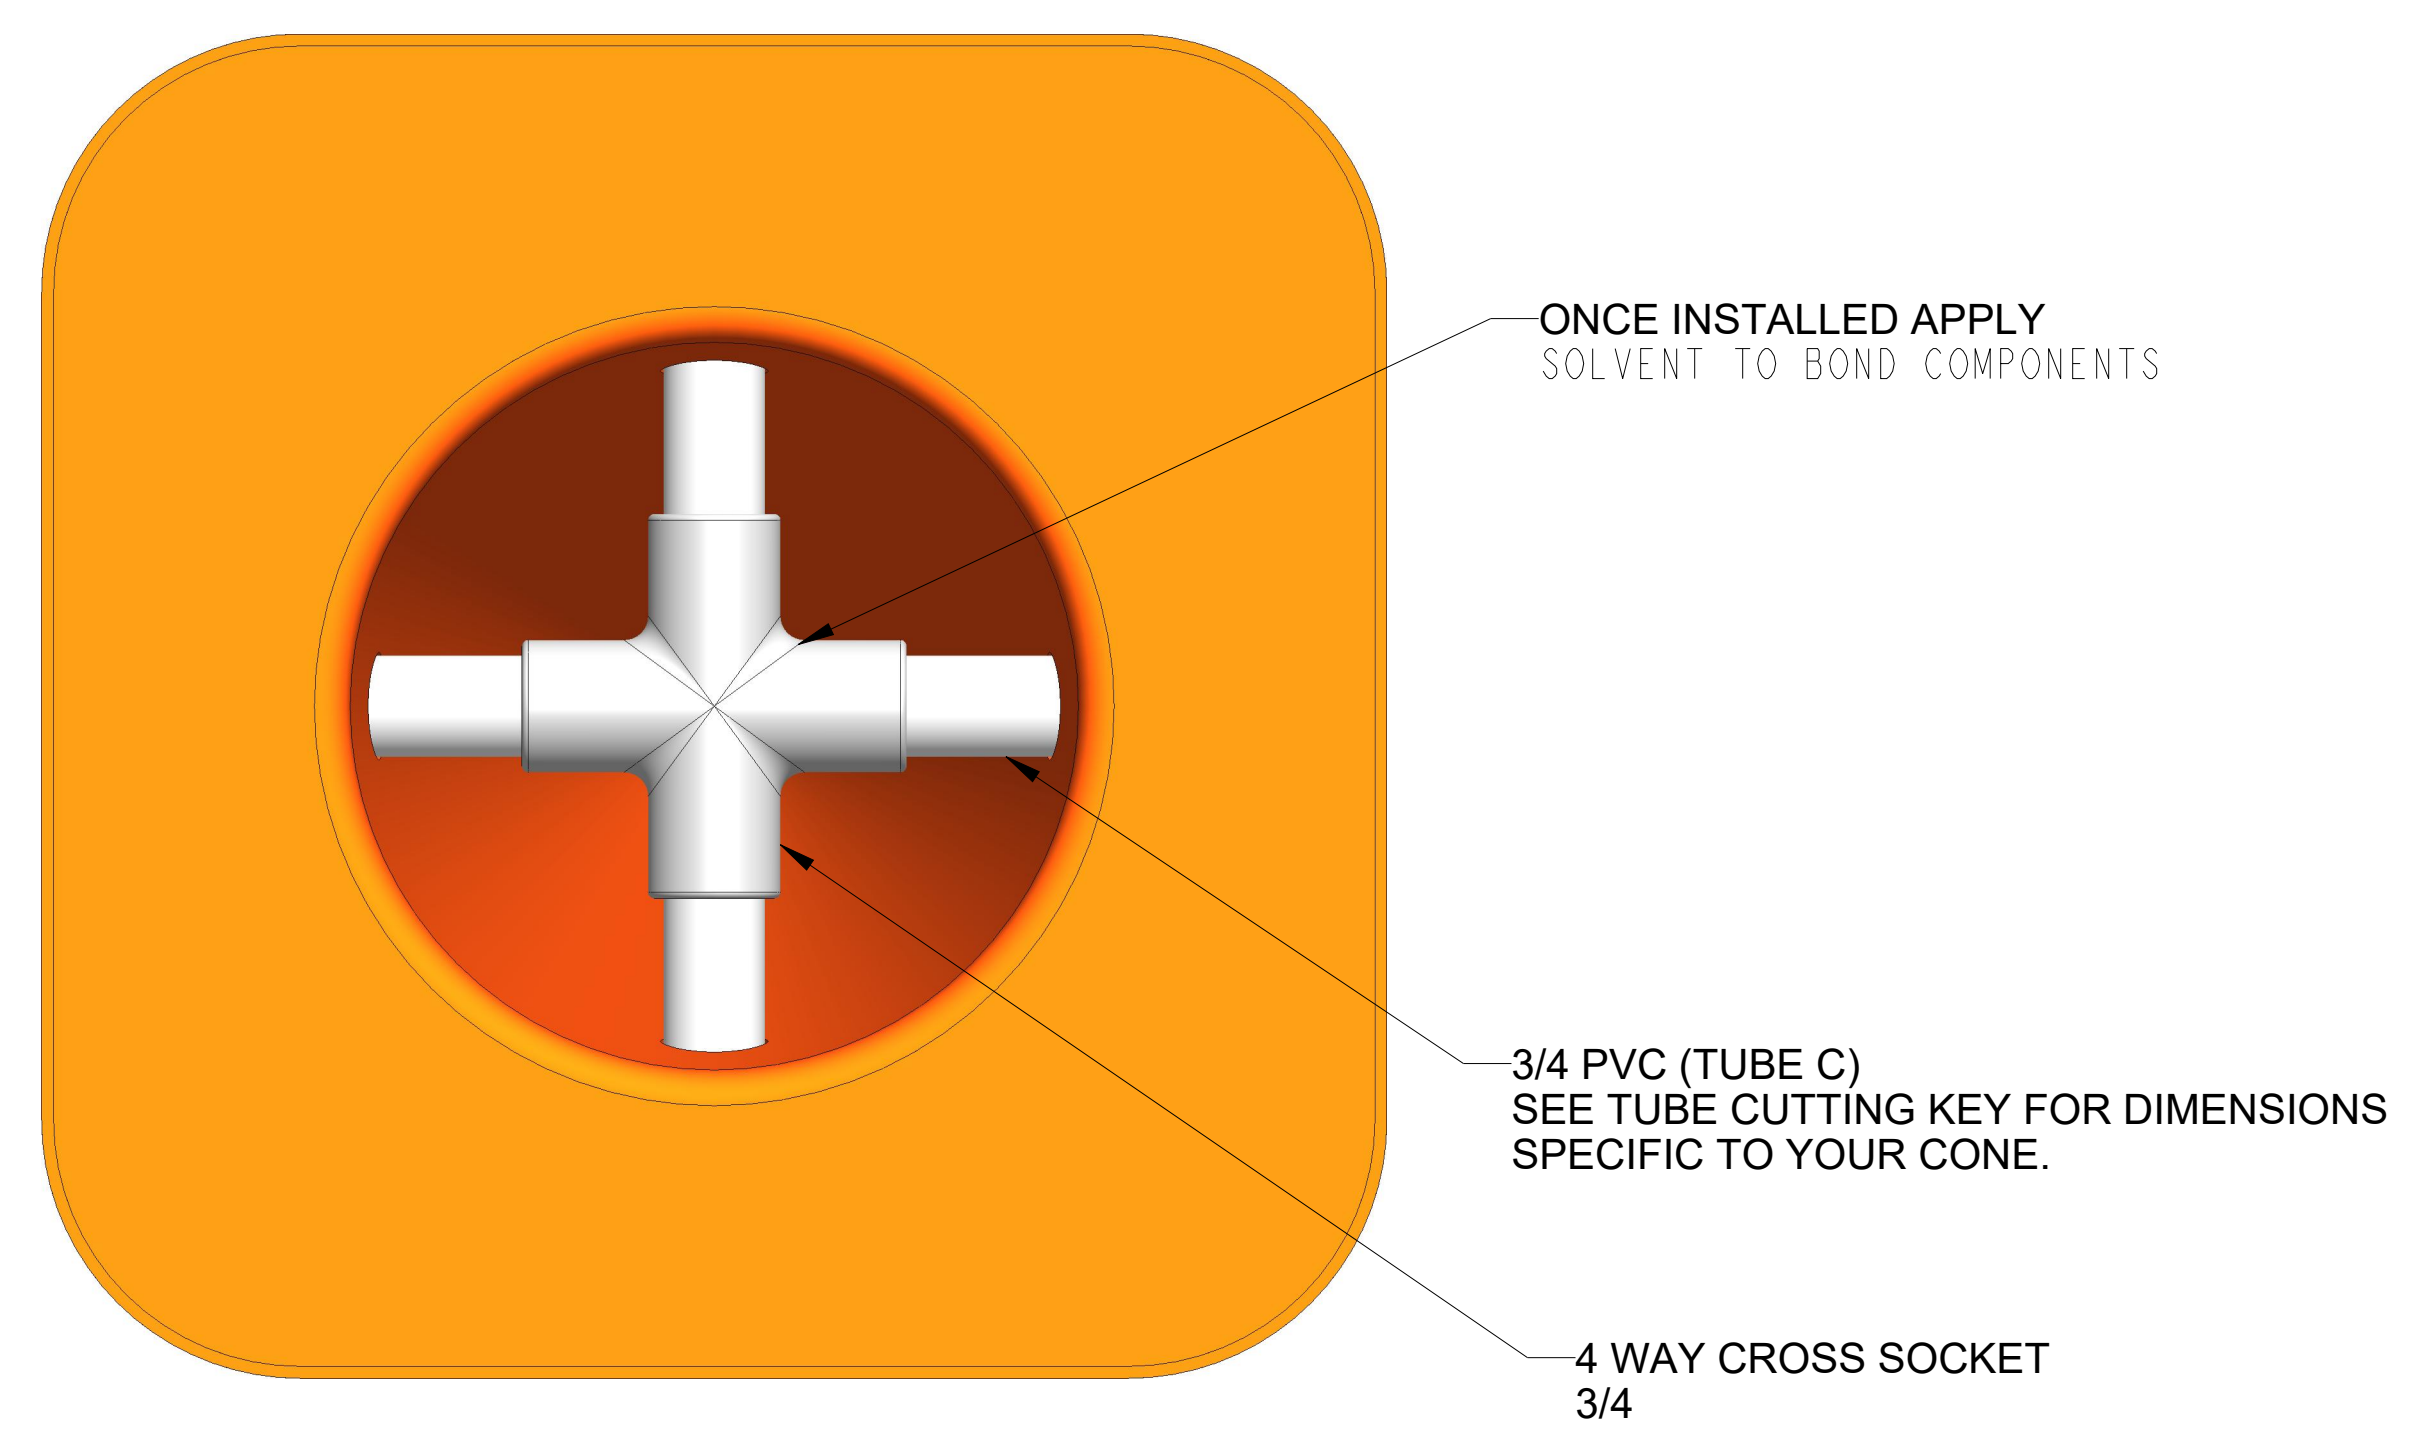 ONCE INSTALLED APPLY
SOLVENT TO BOND COMPONENTS
3/4 PVC (TUBE C)
SEE TUBE CUTTING KEY FOR DIMENSIONS
SPECIFIC TO YOUR CONE.
4 WAY CROSS SOCKET
3/4